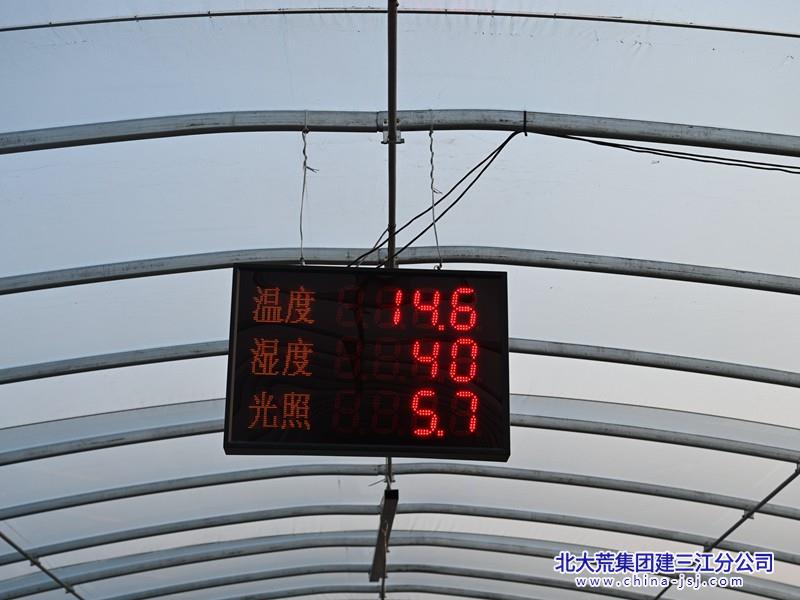 温度 14.6
湿度 40
光照 5.7
北大荒集团建三江分公司
www.china-jsj.com